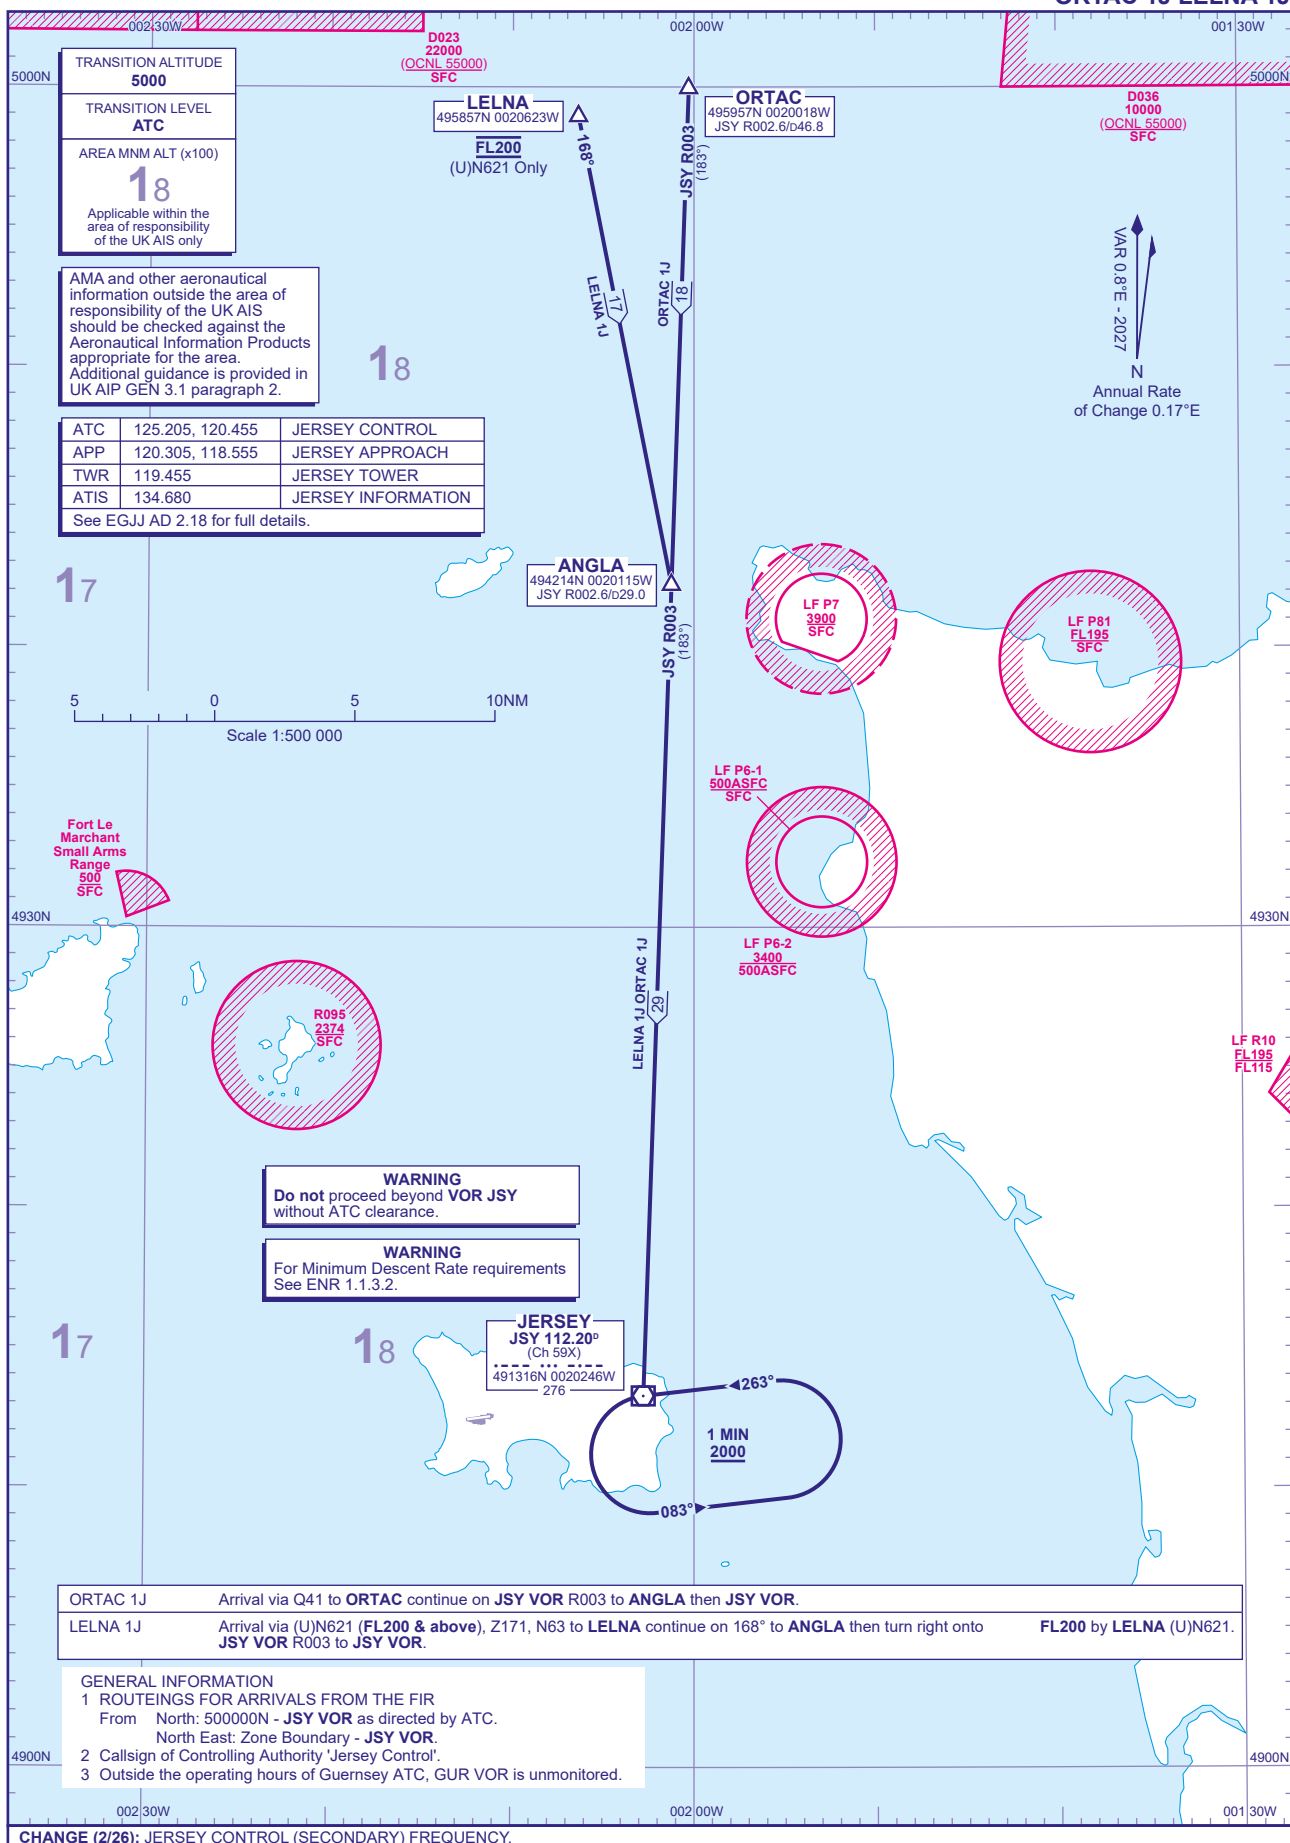 002 30W
002 00W
001 30W
5000N
5000N
TRANSITION ALTITUDE
5000
TRANSITION LEVEL
ATC
AREA MNM ALT (x100)
18
Applicable within the
area of responsibility
of the UK AIS only
D023
22000
(OCNL 55000)
SFC
LELNA
495857N 0020623W
FL200
(U)N621 Only
ORTAC
495957N 0020018W
JSY R002.6/D46.8
D036
10000
(OCNL 55000)
SFC
168°
JSY R003
(183°)
LELNA 1J
17
ORTAC 1J
18
VAR 0.8°E - 2027
N
Annual Rate
of Change 0.17°E
AMA and other aeronautical
information outside the area of
responsibility of the UK AIS
should be checked against the
Aeronautical Information Products
appropriate for the area.
Additional guidance is provided in
UK AIP GEN 3.1 paragraph 2.
18
ATC 125.205, 120.455 JERSEY CONTROL
APP 120.305, 118.555 JERSEY APPROACH
TWR 119.455 JERSEY TOWER
ATIS 134.680 JERSEY INFORMATION
See EGJJ AD 2.18 for full details.
17
ANGLA
494214N 0020115W
JSY R002.6/D29.0
JSY R003
(183°)
LF P7
3900
SFC
LF P81
FL195
SFC
5 0 5 10NM
Scale 1:500 000
LF P6-1
500ASFC
SFC
Fort Le
Marchant
Small Arms
Range
500
SFC
4930N
4930N
LF P6-2
3400
500ASFC
LELNA 1J ORTAC 1J
29
R095
2374
SFC
LF R10
FL195
FL115
WARNING
Do not proceed beyond VOR JSY
without ATC clearance.
WARNING
For Minimum Descent Rate requirements
See ENR 1.1.3.2.
17
18
JERSEY
JSY 112.20D
(Ch 59X)
491316N 0020246W
276
263°
1 MIN
2000
083°
ORTAC 1J Arrival via Q41 to ORTAC continue on JSY VOR R003 to ANGLA then JSY VOR.
LELNA 1J Arrival via (U)N621 (FL200 & above), Z171, N63 to LELNA continue on 168° to ANGLA then turn right onto FL200 by LELNA (U)N621.
JSY VOR R003 to JSY VOR.
GENERAL INFORMATION
1 ROUTEINGS FOR ARRIVALS FROM THE FIR
From North: 500000N - JSY VOR as directed by ATC.
North East: Zone Boundary - JSY VOR.
2 Callsign of Controlling Authority 'Jersey Control'.
3 Outside the operating hours of Guernsey ATC, GUR VOR is unmonitored.
4900N
4900N
002 30W
002 00W
001 30W
CHANGE (2/26): JERSEY CONTROL (SECONDARY) FREQUENCY.